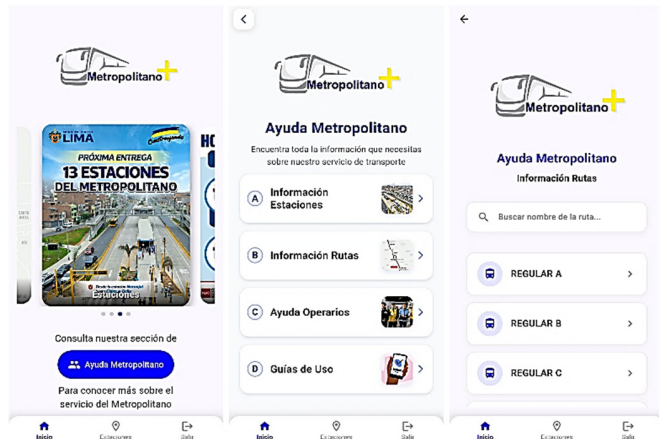 Metropolitano+
LIMA
Construyendo
PRÓXIMA ENTREGA
13 ESTACIONES
DEL METROPOLITANO
Estaciones
HO
Consulta nuestra sección de
Ayuda Metropolitano
Para conocer más sobre el
servicio del Metropolitano
Inicio
Estaciones
Salir
Metropolitano+
Ayuda Metropolitano
Encuentra toda la información que necesitas
sobre nuestro servicio de transporte
A Información
Estaciones
B Información Rutas
C Ayuda Operarios
D Guías de Uso
Inicio
Estaciones
Salir
Metropolitano+
Ayuda Metropolitano
Información Rutas
Buscar nombre de la ruta...
REGULAR A
REGULAR B
REGULAR C
Inicio
Estaciones
Salir